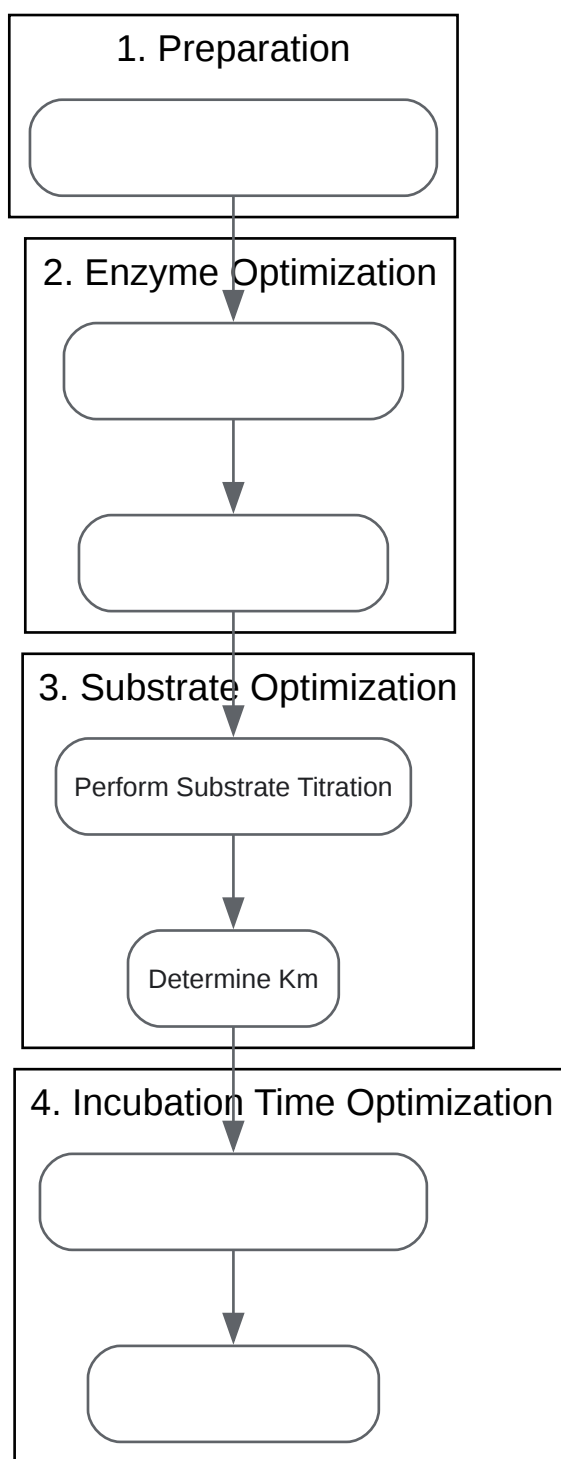 1. Preparation
2. Enzyme Optimization
3. Substrate Optimization
Perform Substrate Titration
Determine Km
4. Incubation Time Optimization